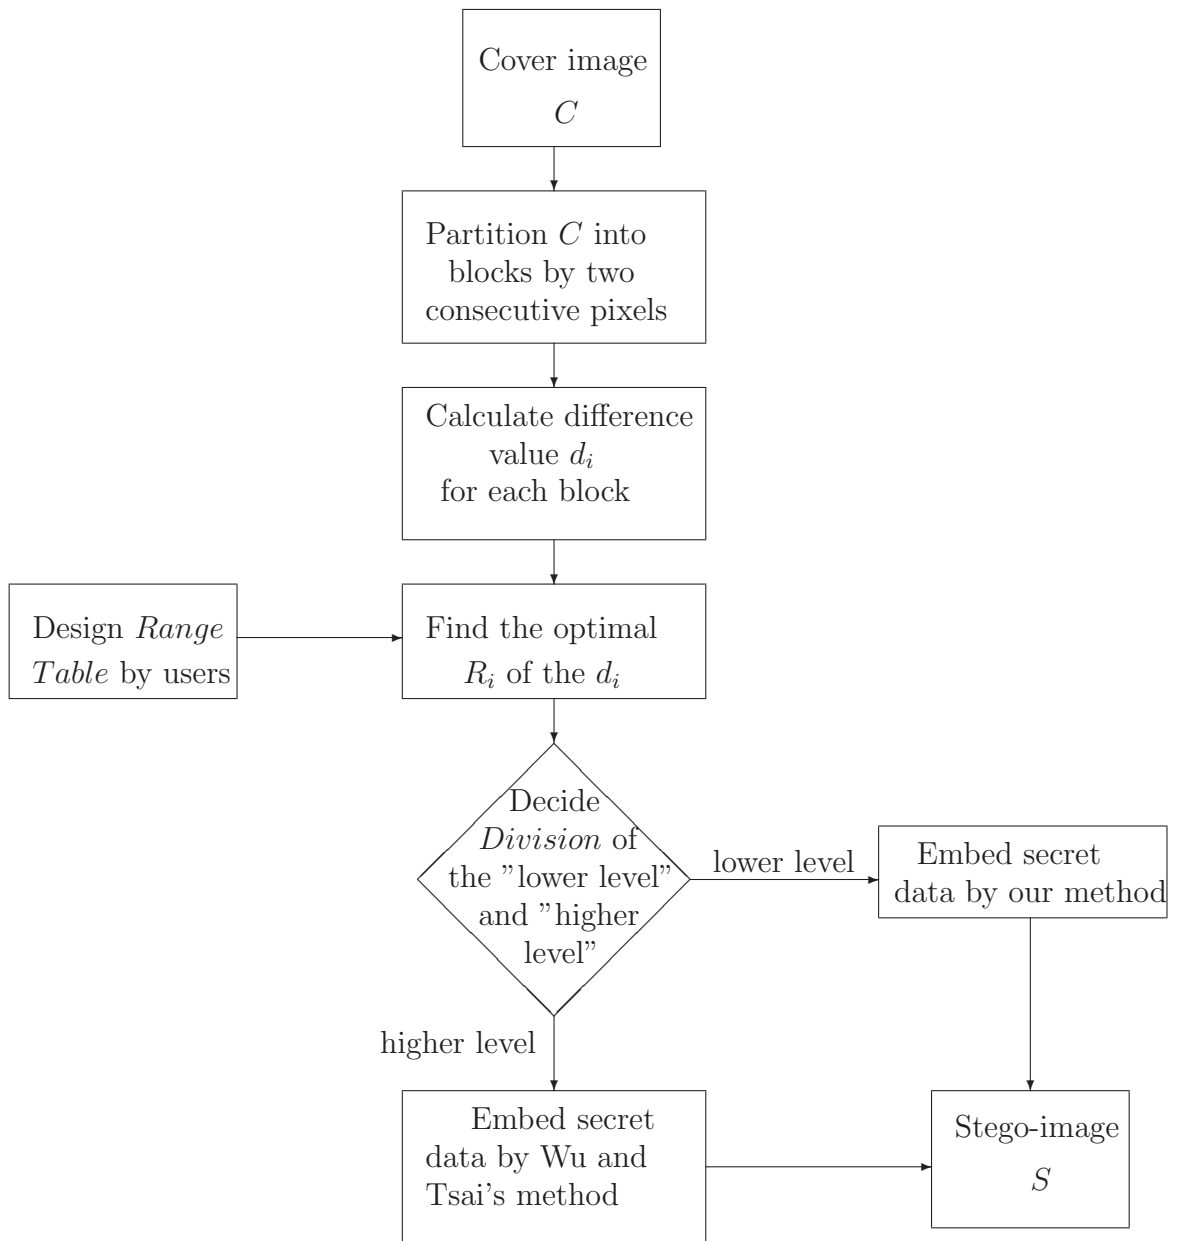 Cover image
C
Partition C into
blocks by two
consecutive pixels
Calculate difference
value d_i
for each block
Design Range
Table by users
Find the optimal
R_i of the d_i
Decide
Division of
the "lower level"
and "higher
level"
lower level
Embed secret
data by our method
higher level
Embed secret
data by Wu and
Tsai's method
Stego-image
S